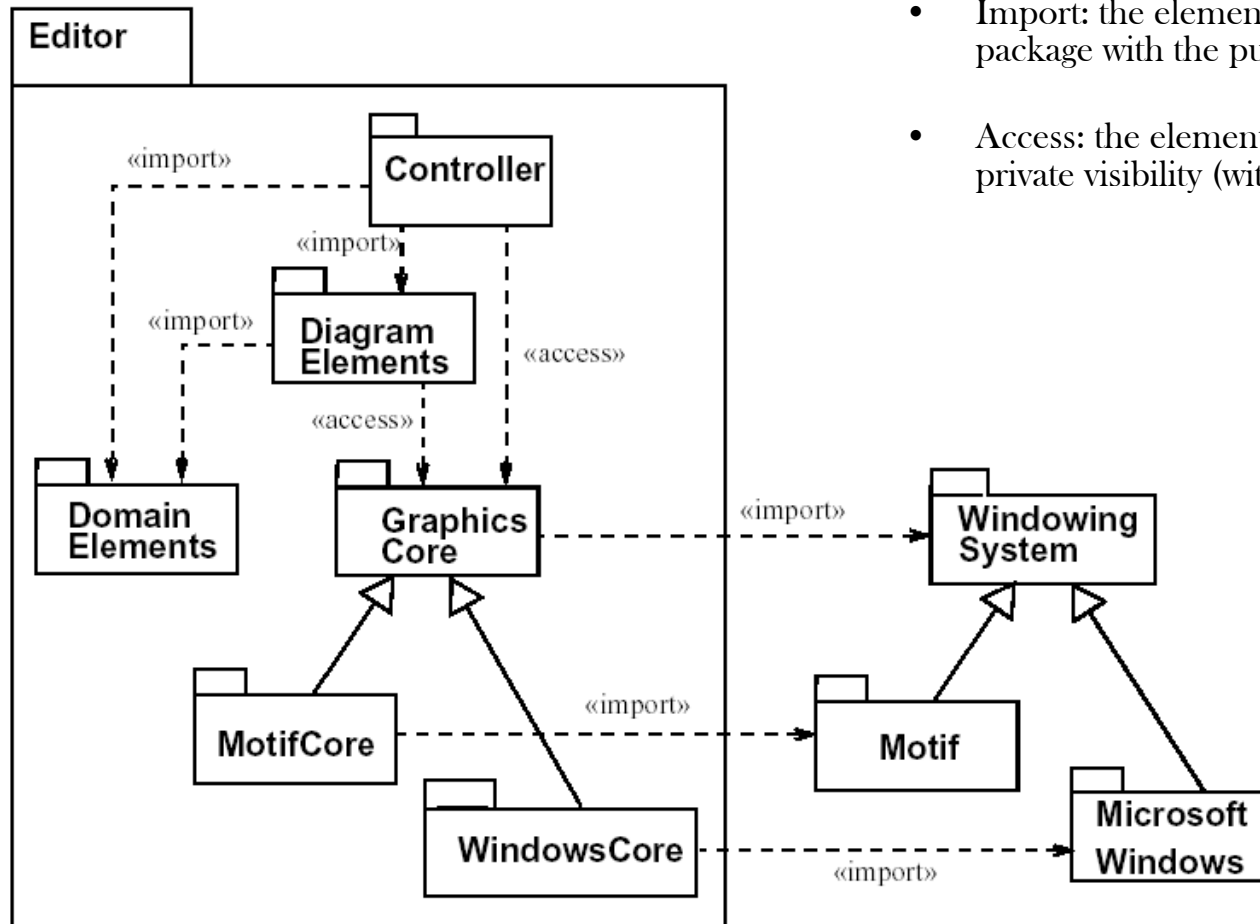 Editor
• Import: the elemen
package with the pu
• Access: the element
private visibility (wit
Controller
«import»
«import»
«import»
Diagram
Elements
«access»
«access»
Domain
Elements
Graphics
Core
«import»
Windowing
System
MotifCore
«import»
Motif
WindowsCore
«import»
Microsoft
Windows